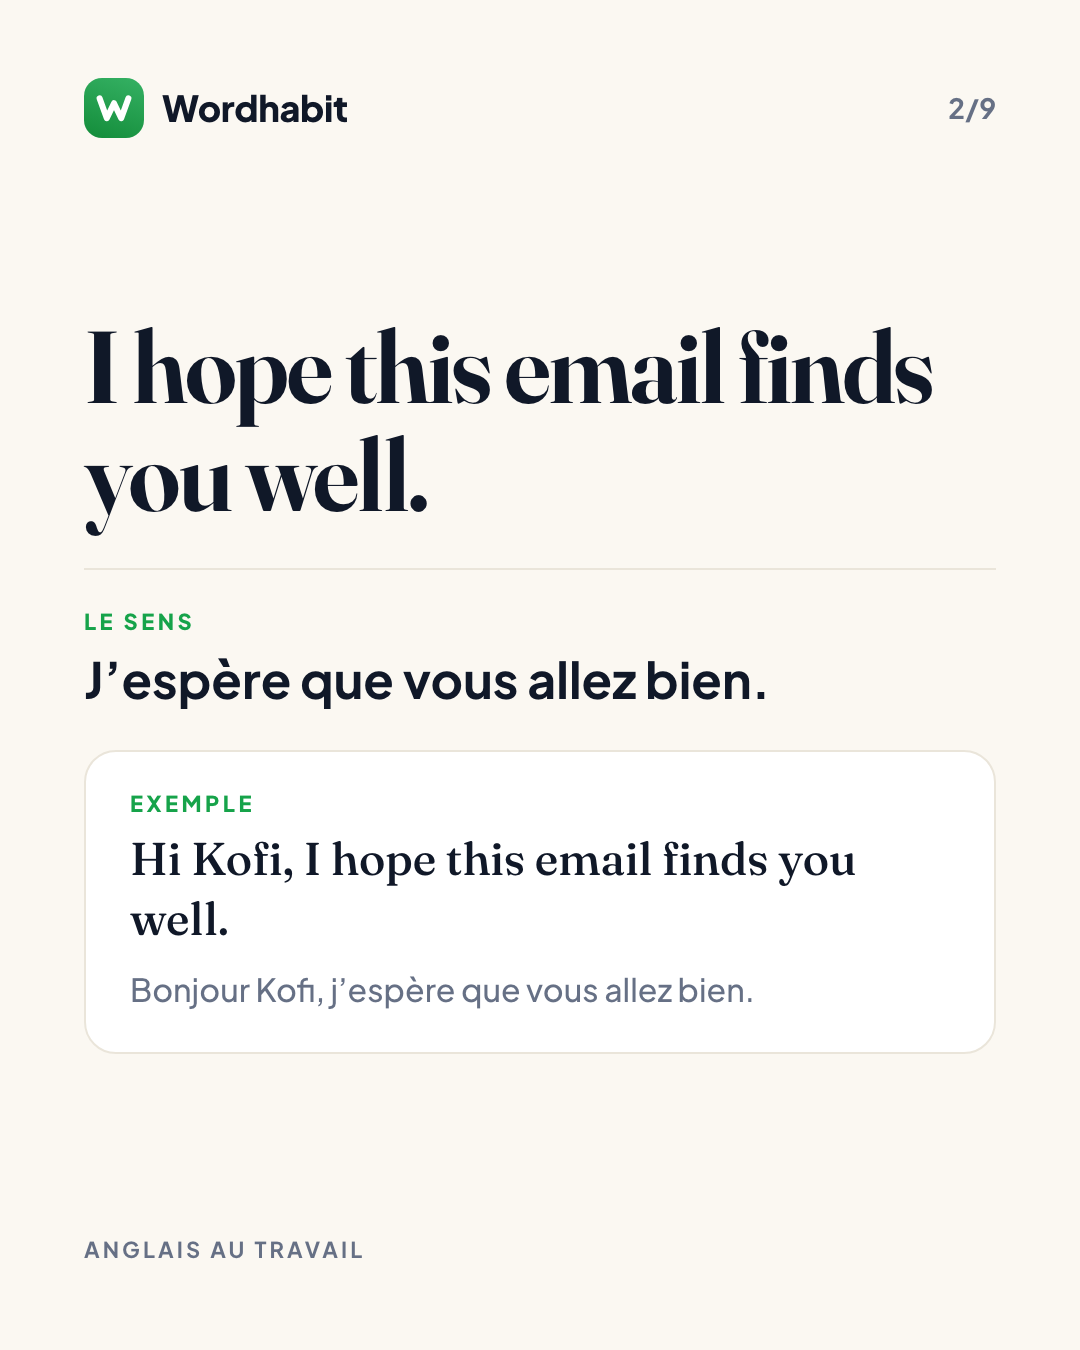 W Wordhabit
2/9
I hope this email finds
you well.
LE SENS
J’espère que vous allez bien.
EXEMPLE
Hi Kofi, I hope this email finds you
well.
Bonjour Kofi, j’espère que vous allez bien.
ANGLAIS AU TRAVAIL